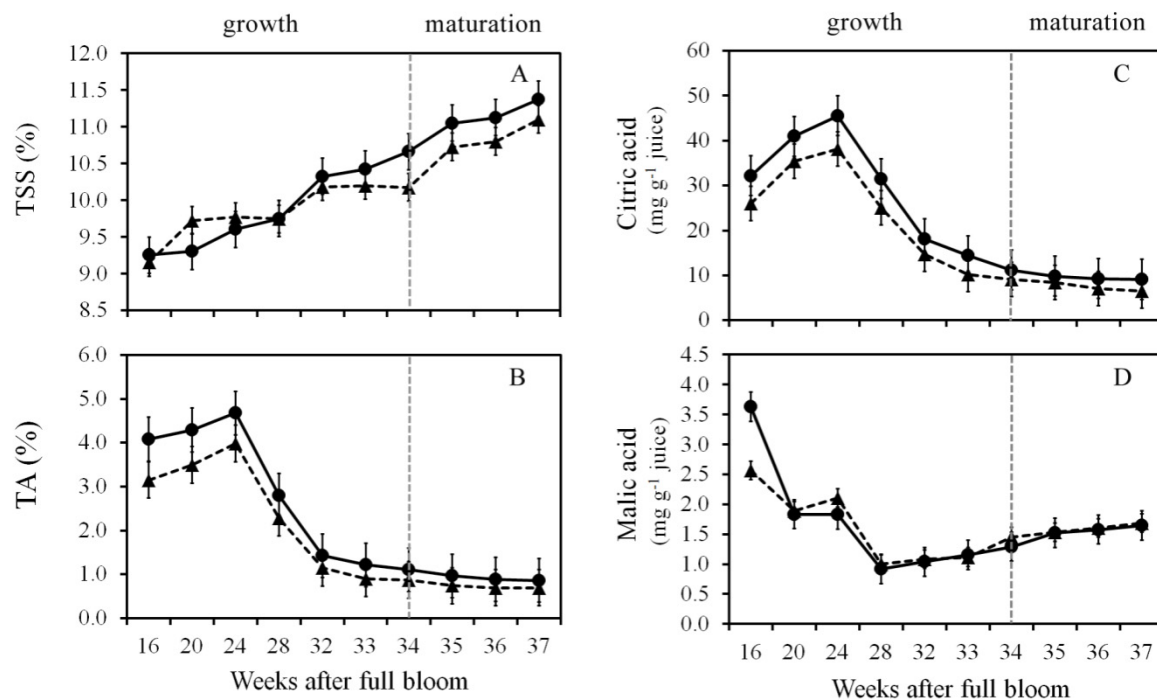 growth maturation
12.0
11.5
11.0
10.5
10.0
9.5
9.0
8.5
TSS (%)
A
6.0
5.0
4.0
3.0
2.0
1.0
0.0
TA (%)
B
16 20 24 28 32 33 34 35 36 37
Weeks after full bloom
growth maturation
60
50
40
30
20
10
0
Citric acid
(mg g⁻¹ juice)
C
4.5
4.0
3.5
3.0
2.5
2.0
1.5
1.0
0.5
0.0
Malic acid
(mg g⁻¹ juice)
D
16 20 24 28 32 33 34 35 36 37
Weeks after full bloom